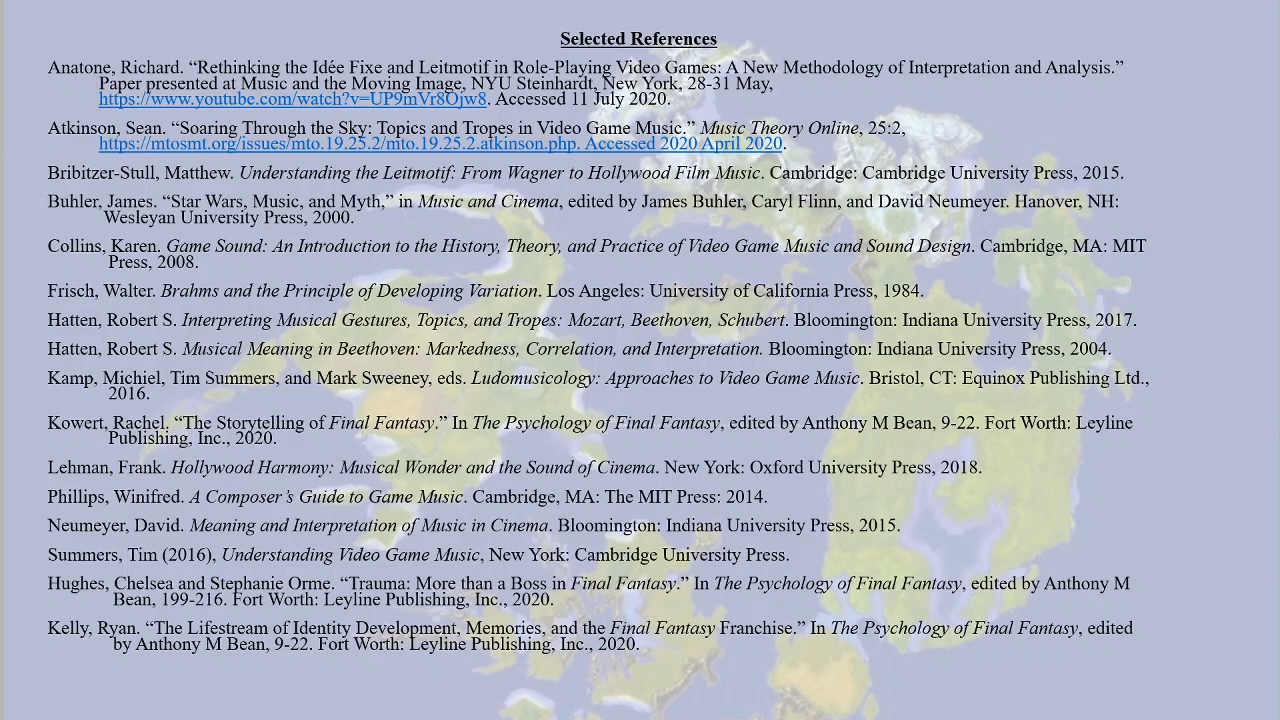 Selected References
Anatone, Richard. “Rethinking the Idée Fixe and Leitmotif in Role-Playing Video Games: A New Methodology of Interpretation and Analysis.”
Paper presented at Music and the Moving Image, NYU Steinhardt, New York, 28-31 May,
https://www.youtube.com/watch?v=UP9mVr8Ojw8. Accessed 11 July 2020.
Atkinson, Sean. “Soaring Through the Sky: Topics and Tropes in Video Game Music.” Music Theory Online, 25:2,
https://mtosmt.org/issues/mto.19.25.2/mto.19.25.2.atkinson.php. Accessed 2020 April 2020.
Bribitzer-Stull, Matthew. Understanding the Leitmotif: From Wagner to Hollywood Film Music. Cambridge: Cambridge University Press, 2015.
Buhler, James. “Star Wars, Music, and Myth,” in Music and Cinema, edited by James Buhler, Caryl Flinn, and David Neumeyer. Hanover, NH:
Wesleyan University Press, 2000.
Collins, Karen. Game Sound: An Introduction to the History, Theory, and Practice of Video Game Music and Sound Design. Cambridge, MA: MIT
Press, 2008.
Frisch, Walter. Brahms and the Principle of Developing Variation. Los Angeles: University of California Press, 1984.
Hatten, Robert S. Interpreting Musical Gestures, Topics, and Tropes: Mozart, Beethoven, Schubert. Bloomington: Indiana University Press, 2017.
Hatten, Robert S. Musical Meaning in Beethoven: Markedness, Correlation, and Interpretation. Bloomington: Indiana University Press, 2004.
Kamp, Michiel, Tim Summers, and Mark Sweeney, eds. Ludomusicology: Approaches to Video Game Music. Bristol, CT: Equinox Publishing Ltd.,
2016.
Kowert, Rachel. “The Storytelling of Final Fantasy.” In The Psychology of Final Fantasy, edited by Anthony M Bean, 9-22. Fort Worth: Leyline
Publishing, Inc., 2020.
Lehman, Frank. Hollywood Harmony: Musical Wonder and the Sound of Cinema. New York: Oxford University Press, 2018.
Phillips, Winifred. A Composer’s Guide to Game Music. Cambridge, MA: The MIT Press: 2014.
Neumeyer, David. Meaning and Interpretation of Music in Cinema. Bloomington: Indiana University Press, 2015.
Summers, Tim (2016), Understanding Video Game Music, New York: Cambridge University Press.
Hughes, Chelsea and Stephanie Orme. “Trauma: More than a Boss in Final Fantasy.” In The Psychology of Final Fantasy, edited by Anthony M
Bean, 199-216. Fort Worth: Leyline Publishing, Inc., 2020.
Kelly, Ryan. “The Lifestream of Identity Development, Memories, and the Final Fantasy Franchise.” In The Psychology of Final Fantasy, edited
by Anthony M Bean, 9-22. Fort Worth: Leyline Publishing, Inc., 2020.